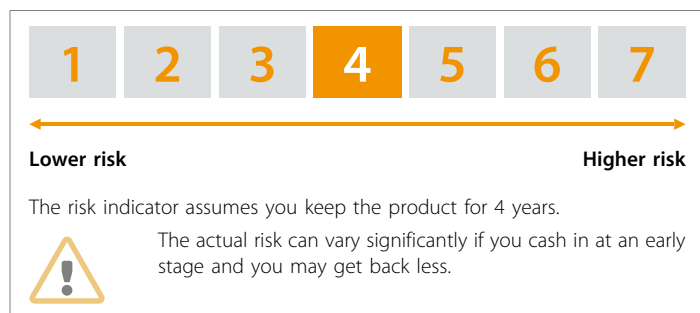 1 2 3 4 5 6 7
Lower risk Higher risk
The risk indicator assumes you keep the product for 4 years.
The actual risk can vary significantly if you cash in at an early
stage and you may get back less.